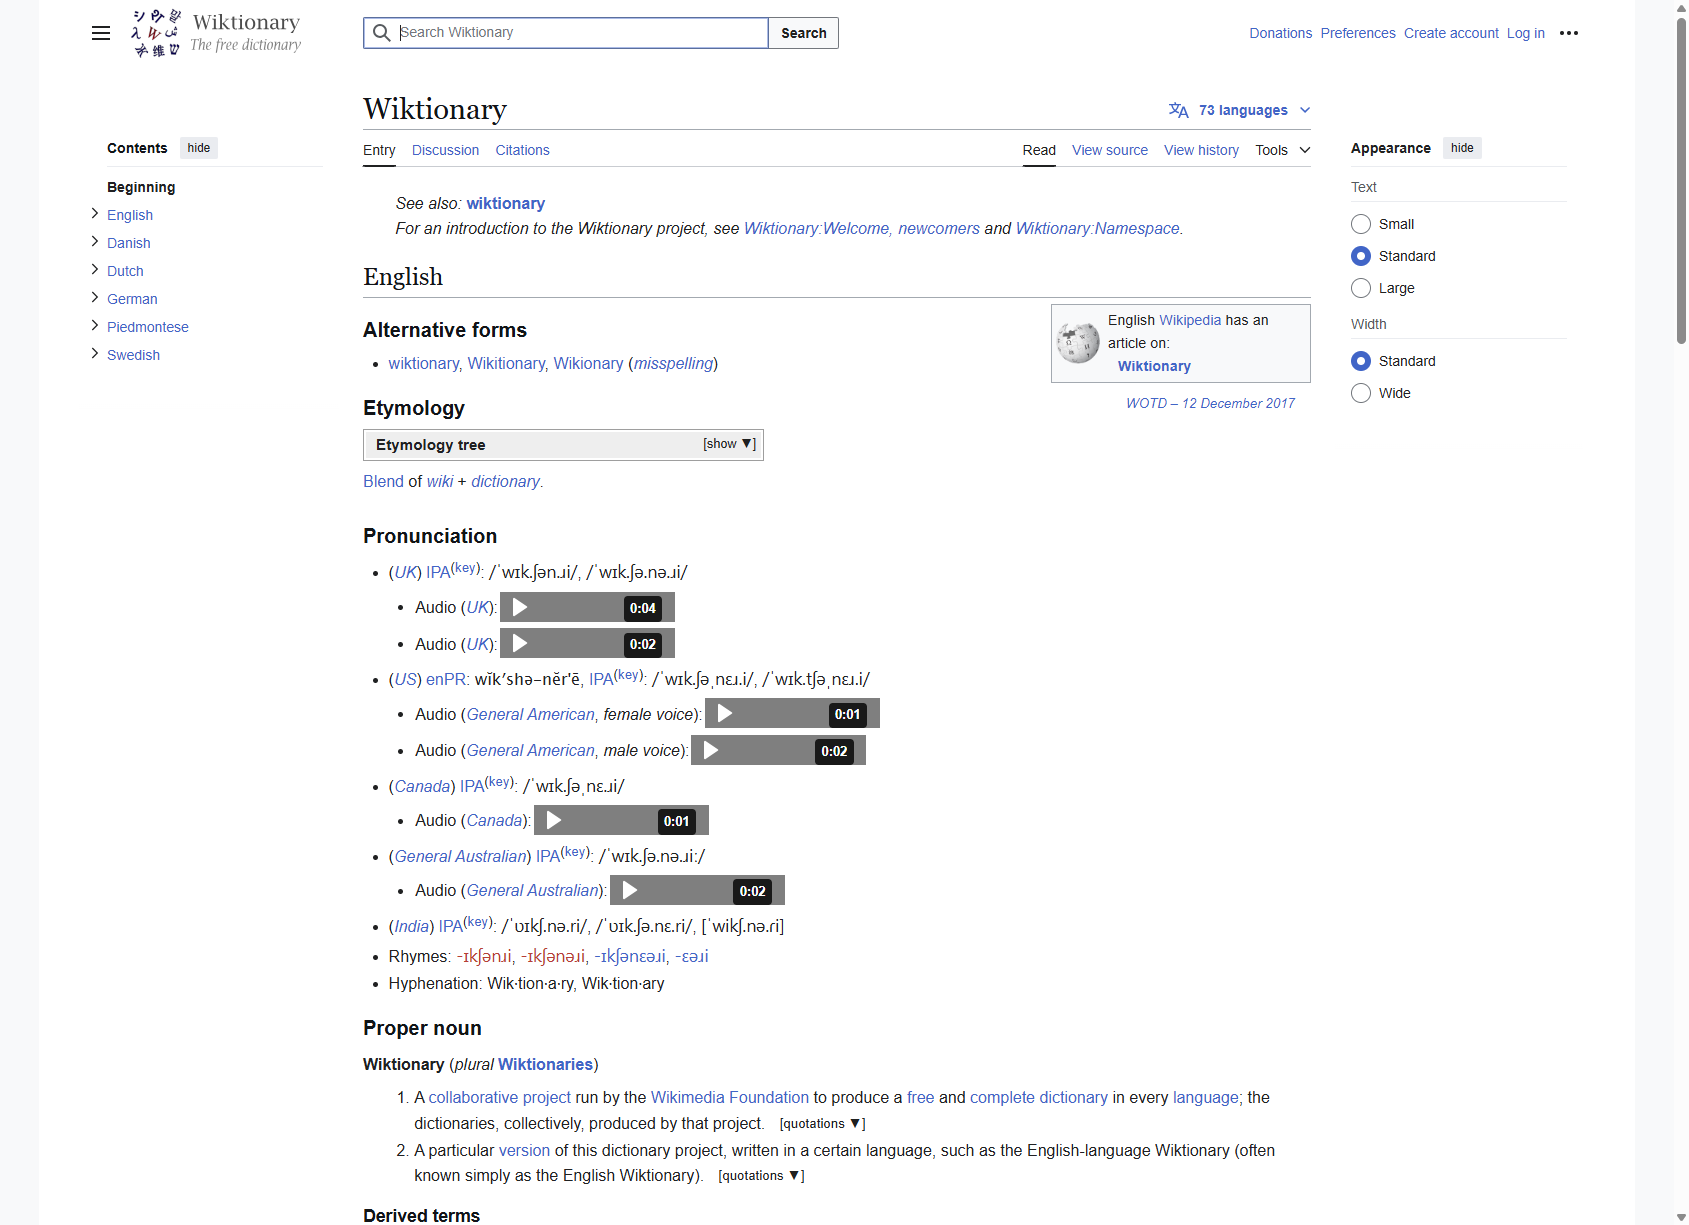 Wiktionary
The free dictionary
Search Wiktionary
Search
Donations Preferences Create account Log in
Contents hide
Beginning
English
Danish
Dutch
German
Piedmontese
Swedish
Wiktionary
73 languages
Entry Discussion Citations
Read View source View history Tools
See also: wiktionary
For an introduction to the Wiktionary project, see Wiktionary:Welcome, newcomers and Wiktionary:Namespace.
English
English Wikipedia has an
article on:
Wiktionary
WOTD – 12 December 2017
Alternative forms
• wiktionary, Wikitionary, Wikionary (misspelling)
Etymology
Etymology tree [show ▼]
Blend of wiki + dictionary.
Pronunciation
• (UK) IPA(key): /ˈwɪk.ʃən.ɹi/, /ˈwɪk.ʃə.nə.ɹi/
• Audio (UK): 0:04
• Audio (UK): 0:02
• (US) enPR: wĭk′shə-nĕr'ē, IPA(key): /ˈwɪk.ʃəˌnɛɹ.i/, /ˈwɪk.tʃəˌnɛɹ.i/
• Audio (General American, female voice): 0:01
• Audio (General American, male voice): 0:02
• (Canada) IPA(key): /ˈwɪk.ʃəˌnɛ.ɹi/
• Audio (Canada): 0:01
• (General Australian) IPA(key): /ˈwɪk.ʃə.nə.ɹiː/
• Audio (General Australian): 0:02
• (India) IPA(key): /ˈʋɪkʃ.nə.ri/, /ˈʋɪk.ʃə.nɛ.ri/, [ˈwikʃ.nə.ɾi]
• Rhymes: -ɪkʃənɹi, -ɪkʃənəɹi, -ɪkʃənɛəɹi, -ɛəɹi
• Hyphenation: Wik‧tion‧a‧ry, Wik‧tion‧ary
Proper noun
Wiktionary (plural Wiktionaries)
1. A collaborative project run by the Wikimedia Foundation to produce a free and complete dictionary in every language; the
dictionaries, collectively, produced by that project. [quotations ▼]
2. A particular version of this dictionary project, written in a certain language, such as the English-language Wiktionary (often
known simply as the English Wiktionary). [quotations ▼]
Derived terms
Appearance hide
Text
Small
Standard
Large
Width
Standard
Wide